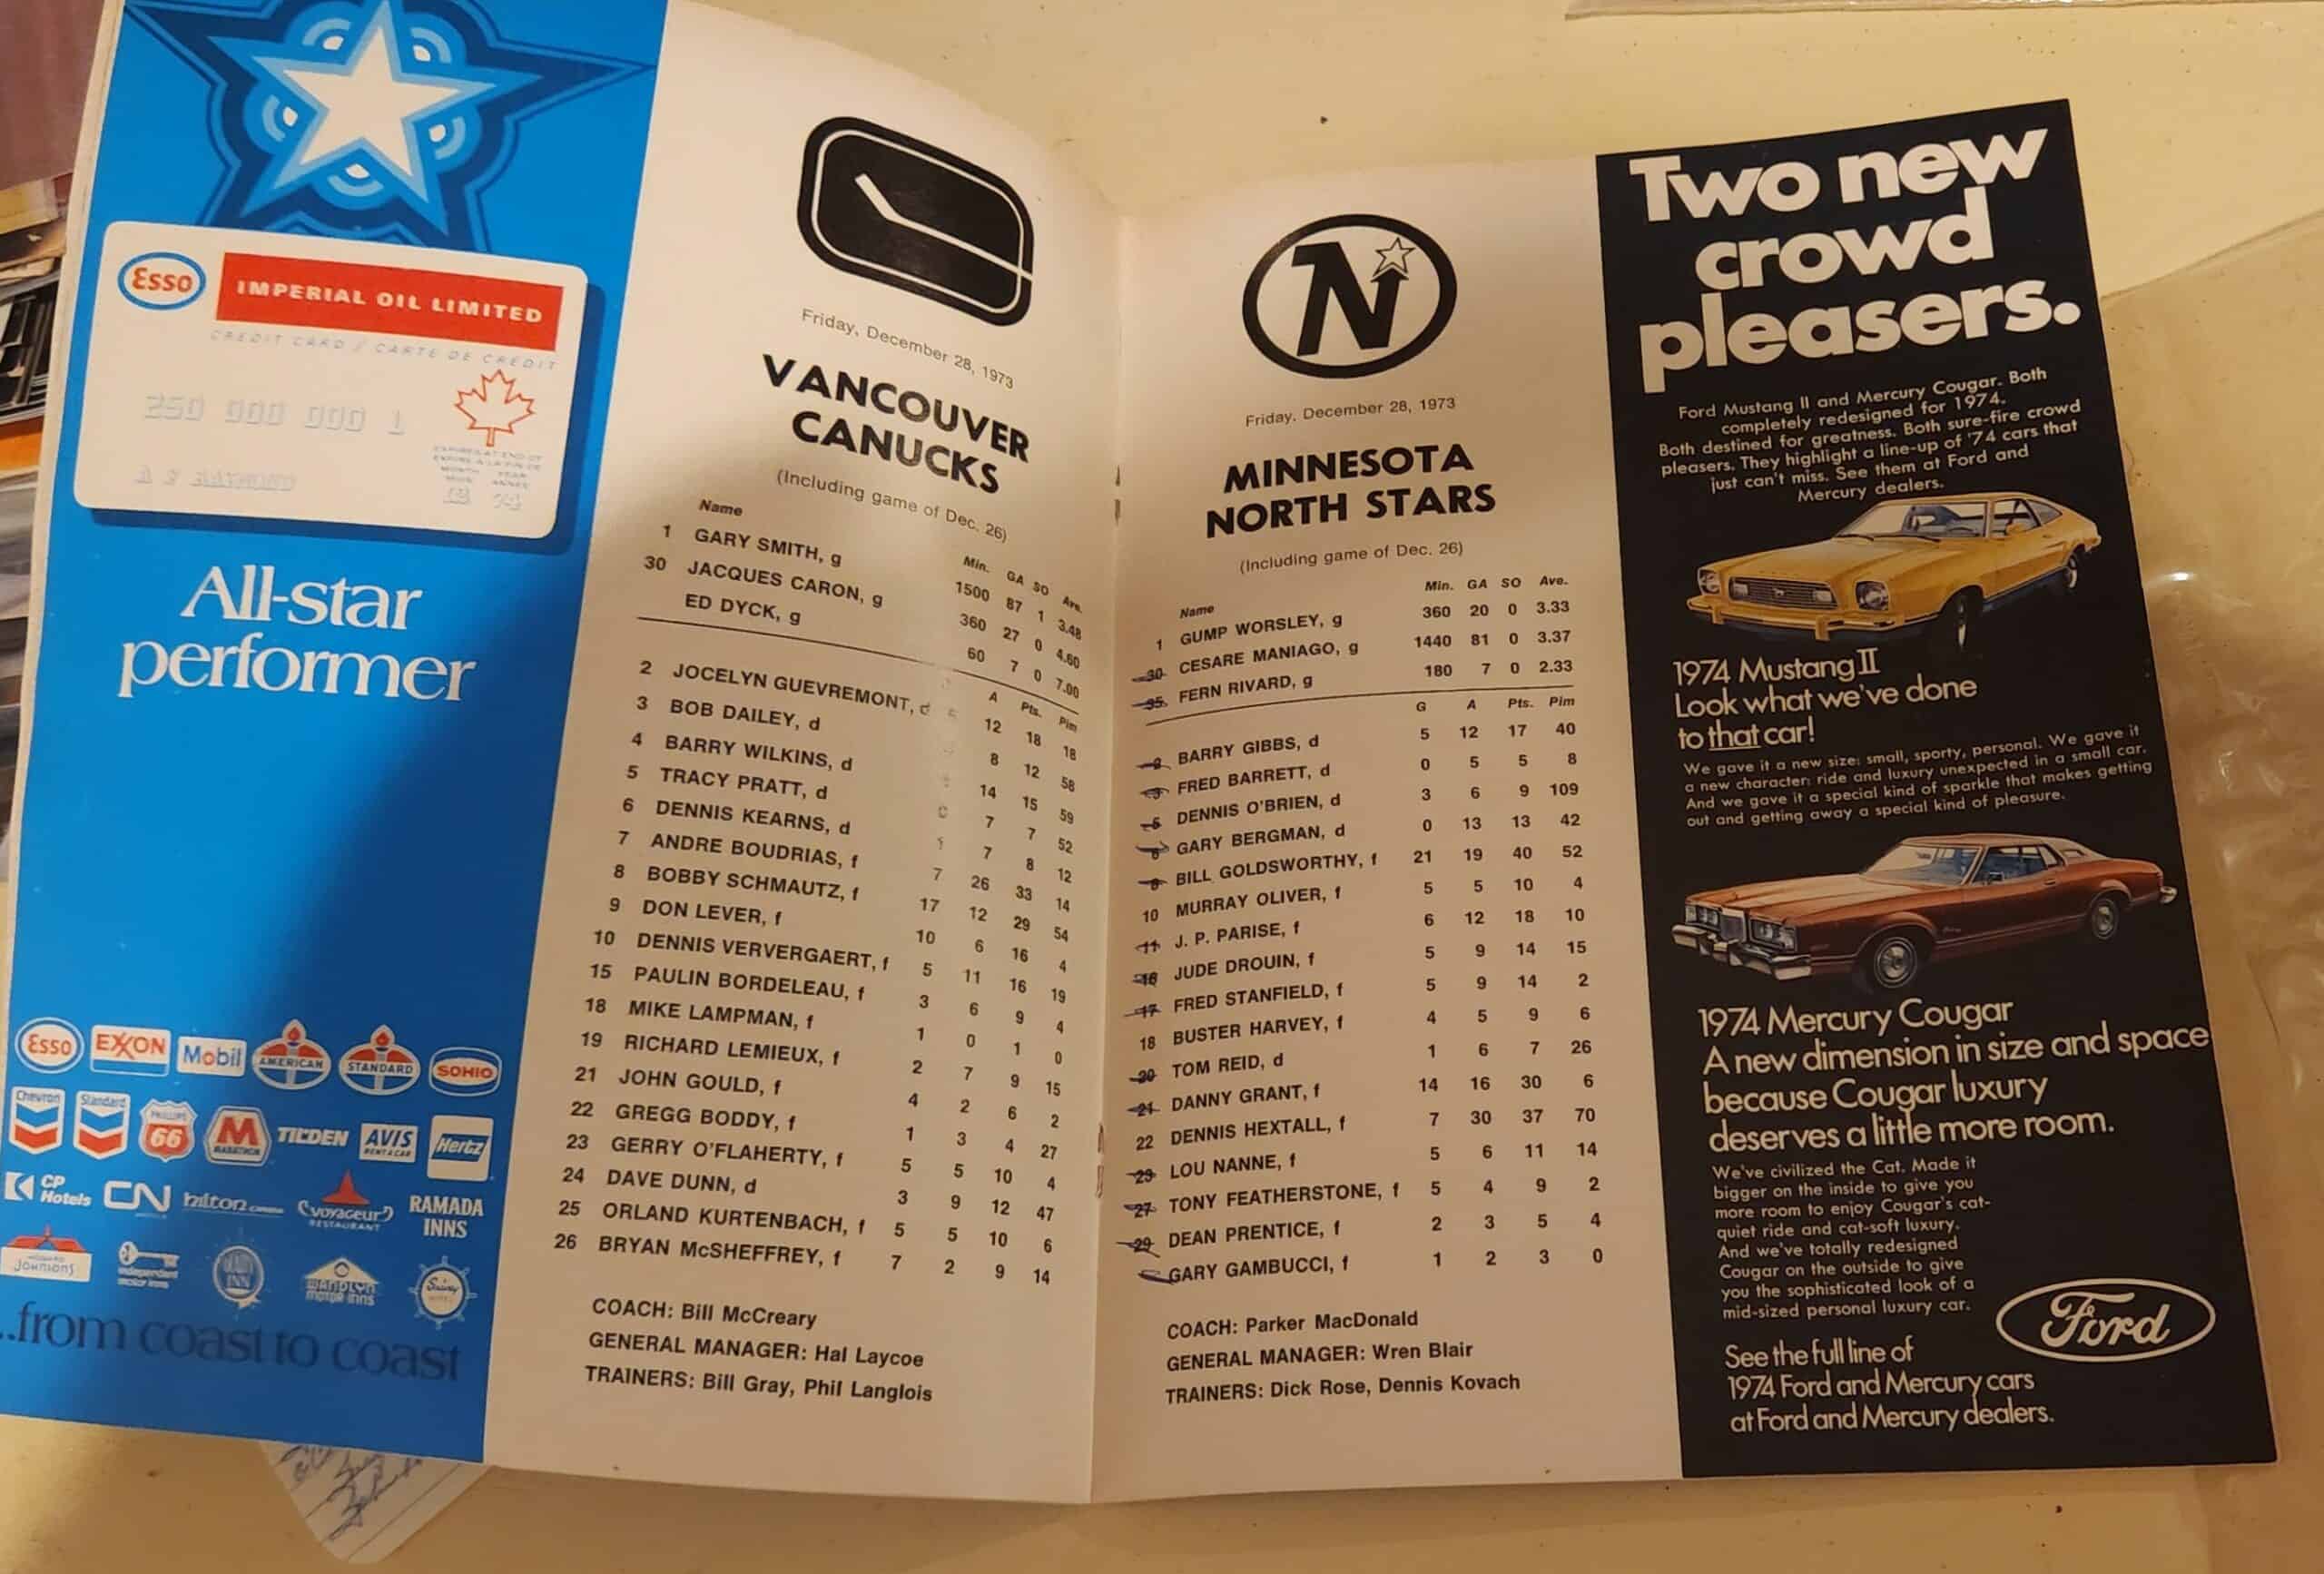 Esso
IMPERIAL OIL LIMITED
CREDIT CARD / CARTE DE CREDIT
250 000 000 1
All-star
performer
Esso EXXON Mobil AMERICAN STANDARD SOHIO
Chevron Standard PHILLIPS 66 M MARATHON TILDEN AVIS RENT A CAR Hertz
CP Hotels CN hilton CANADA Voyageur RESTAURANT RAMADA INNS
JOHNSON'S independent motor inns WANDLYN MOTOR INNS
..from coast to coast
Friday, December 28, 1973
VANCOUVER
CANUCKS
(Including game of Dec. 26)
Name Min. GA SO Ave.
1 GARY SMITH, g 1500 87 1 3.48
30 JACQUES CARON, g 360 27 0 4.60
ED DYCK, g 60 7 0 7.00
A Pts. Pim
2 JOCELYN GUEVREMONT, d 12 18 18
3 BOB DAILEY, d 8 12 58
4 BARRY WILKINS, d 14 15 59
5 TRACY PRATT, d 7 7 52
6 DENNIS KEARNS, d 7 8 12
7 ANDRE BOUDRIAS, f 7 26 33 14
8 BOBBY SCHMAUTZ, f 17 12 29 54
9 DON LEVER, f 10 6 16 4
10 DENNIS VERVERGAERT, f 5 11 16 19
15 PAULIN BORDELEAU, f 3 6 9 4
18 MIKE LAMPMAN, f 1 0 1 0
19 RICHARD LEMIEUX, f 2 7 9 15
21 JOHN GOULD, f 4 2 6 2
22 GREGG BODDY, f 1 3 4 27
23 GERRY O'FLAHERTY, f 5 5 10 4
24 DAVE DUNN, d 3 9 12 47
25 ORLAND KURTENBACH, f 5 5 10 6
26 BRYAN McSHEFFREY, f 7 2 9 14
COACH: Bill McCreary
GENERAL MANAGER: Hal Laycoe
TRAINERS: Bill Gray, Phil Langlois
N
Friday, December 28, 1973
MINNESOTA
NORTH STARS
(Including game of Dec. 26)
Name Min. GA SO Ave.
1 GUMP WORSLEY, g 360 20 0 3.33
30 CESARE MANIAGO, g 1440 81 0 3.37
35 FERN RIVARD, g 180 7 0 2.33
G A Pts. Pim
2 BARRY GIBBS, d 5 12 17 40
3 FRED BARRETT, d 0 5 5 8
5 DENNIS O'BRIEN, d 3 6 9 109
6 GARY BERGMAN, d 0 13 13 42
8 BILL GOLDSWORTHY, f 21 19 40 52
10 MURRAY OLIVER, f 5 5 10 4
11 J. P. PARISE, f 6 12 18 10
16 JUDE DROUIN, f 5 9 14 15
17 FRED STANFIELD, f 5 9 14 2
18 BUSTER HARVEY, f 4 5 9 6
20 TOM REID, d 1 6 7 26
21 DANNY GRANT, f 14 16 30 6
22 DENNIS HEXTALL, f 7 30 37 70
23 LOU NANNE, f 5 6 11 14
27 TONY FEATHERSTONE, f 5 4 9 2
29 DEAN PRENTICE, f 2 3 5 4
GARY GAMBUCCI, f 1 2 3 0
COACH: Parker MacDonald
GENERAL MANAGER: Wren Blair
TRAINERS: Dick Rose, Dennis Kovach
Two new
crowd
pleasers.
Ford Mustang II and Mercury Cougar. Both
completely redesigned for 1974.
Both destined for greatness. Both sure-fire crowd
pleasers. They highlight a line-up of '74 cars that
just can't miss. See them at Ford and
Mercury dealers.
1974 Mustang II
Look what we've done
to that car!
We gave it a new size: small, sporty, personal. We gave it
a new character: ride and luxury unexpected in a small car.
And we gave it a special kind of sparkle that makes getting
out and getting away a special kind of pleasure.
1974 Mercury Cougar
A new dimension in size and space
because Cougar luxury
deserves a little more room.
We've civilized the Cat. Made it
bigger on the inside to give you
more room to enjoy Cougar's cat-
quiet ride and cat-soft luxury.
And we've totally redesigned
Cougar on the outside to give
you the sophisticated look of a
mid-sized personal luxury car.
See the full line of
1974 Ford and Mercury cars
at Ford and Mercury dealers.
Ford